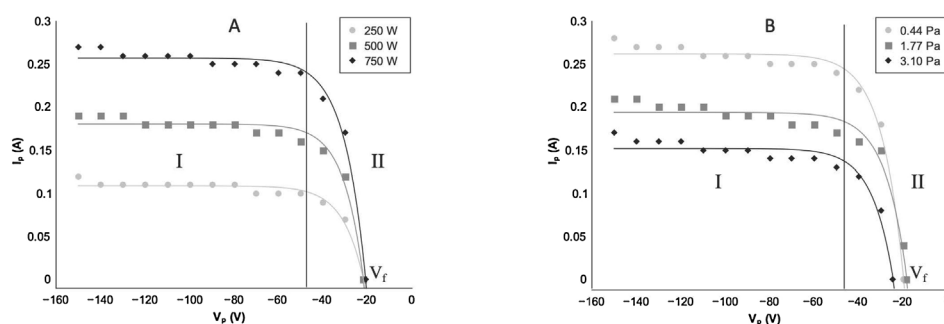 A
0.3
0.25
0.2
0.15
0.1
0.05
0
Iₚ (A)
250 W
500 W
750 W
I
II
Vf
−160 −140 −120 −100 −80 −60 −40 −20 0
Vₚ (V)
B
0.3
0.25
0.2
0.15
0.1
0.05
0
Iₚ (A)
0.44 Pa
1.77 Pa
3.10 Pa
I
II
Vf
−160 −140 −120 −100 −80 −60 −40 −20
Vₚ (V)